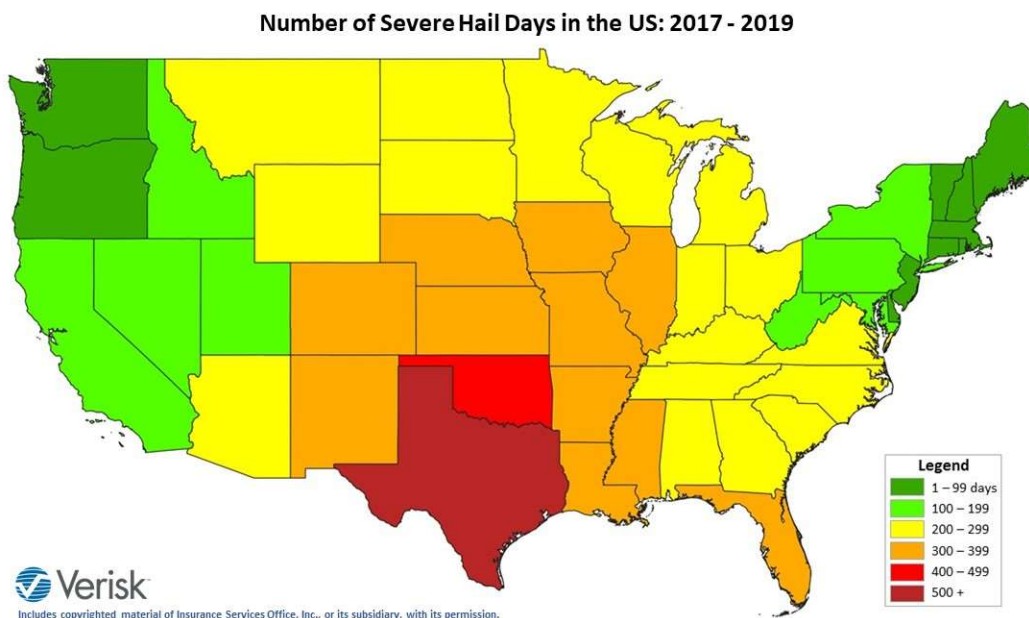 Number of Severe Hail Days in the US: 2017 - 2019
Legend
1 – 99 days
100 – 199
200 – 299
300 – 399
400 – 499
500 +
Verisk
Includes copyrighted material of Insurance Services Office, Inc., or its subsidiary, with its permission.